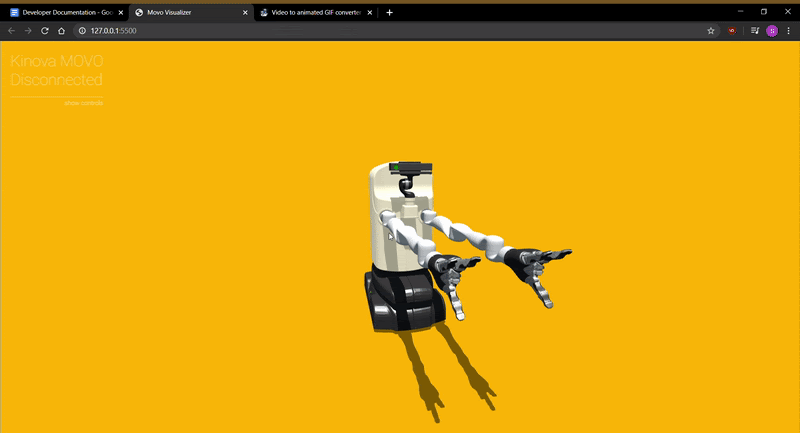 Developer Documentation - Goo
Movo Visualizer
Video to animated GIF converter
127.0.0.1:5500
S
Kinova MOVO
Disconnected
show controls